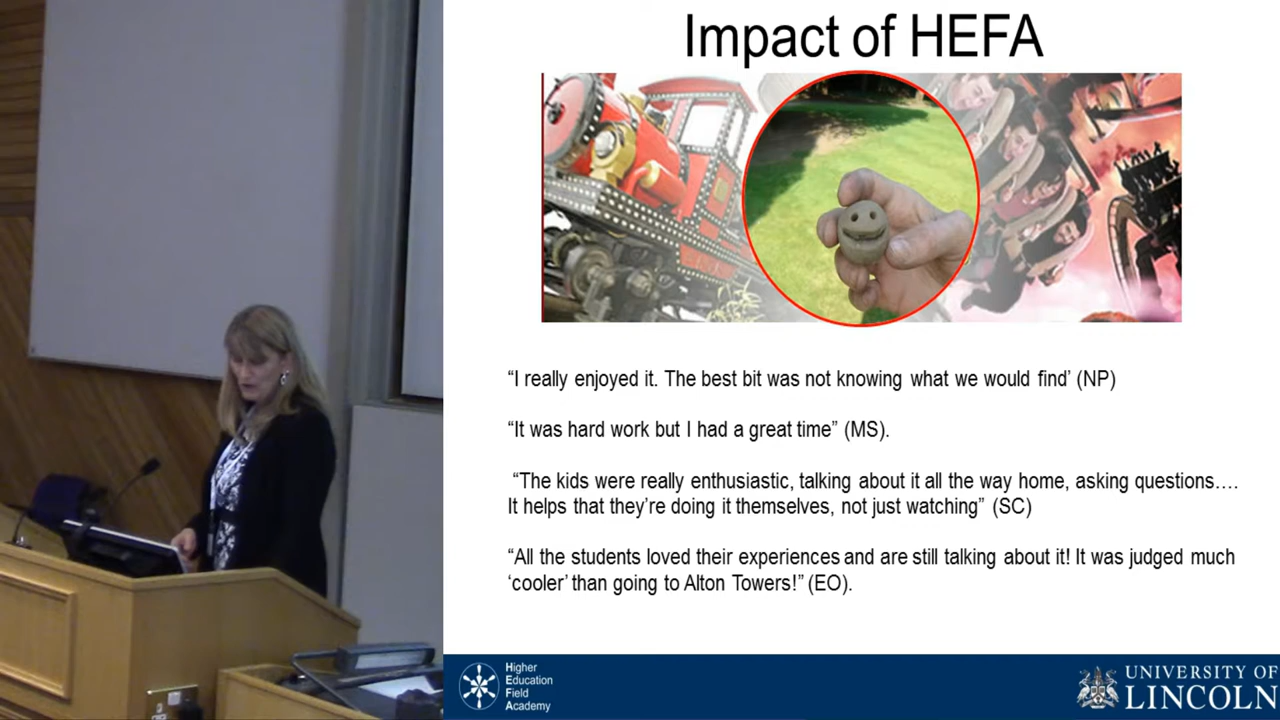 Impact of HEFA
“I really enjoyed it. The best bit was not knowing what we would find’ (NP)
“It was hard work but I had a great time” (MS).
“The kids were really enthusiastic, talking about it all the way home, asking questions….
It helps that they’re doing it themselves, not just watching” (SC)
“All the students loved their experiences and are still talking about it! It was judged much
‘cooler’ than going to Alton Towers!” (EO).
Higher
Education
Field
Academy
UNIVERSITY OF
LINCOLN